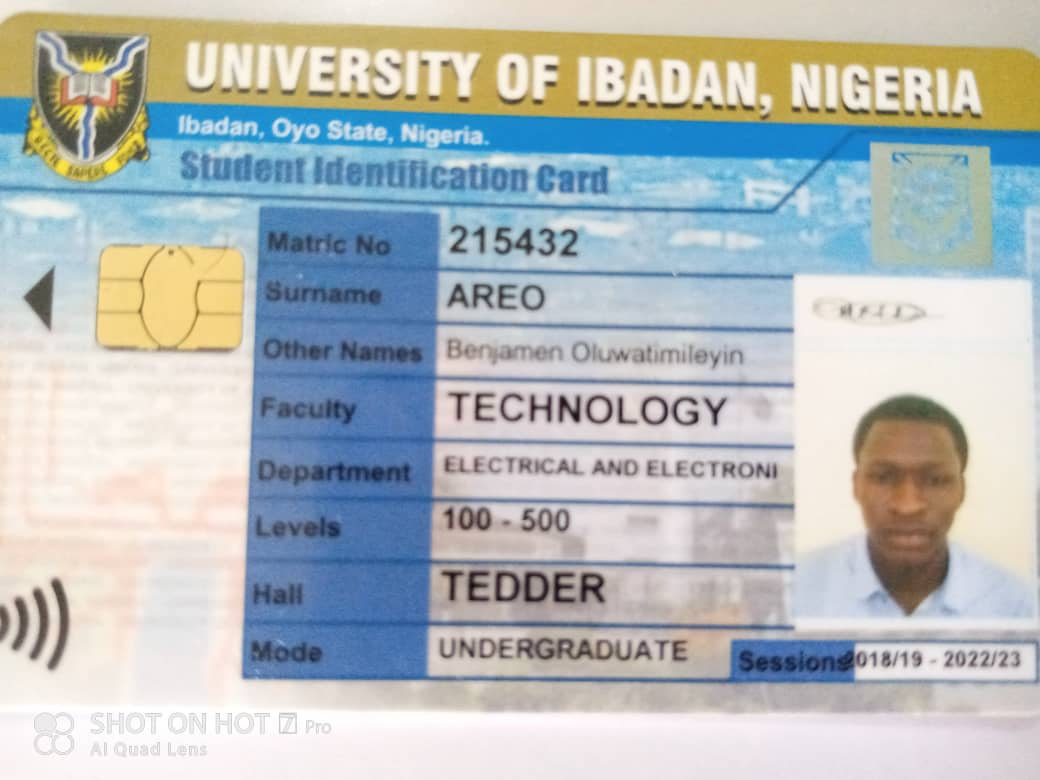 UNIVERSITY OF IBADAN, NIGERIA
Ibadan, Oyo State, Nigeria.
Student Identification Card
Matric No 215432
Surname AREO
Other Names Benjamen Oluwatimileyin
Faculty TECHNOLOGY
Department ELECTRICAL AND ELECTRONI
Levels 100 - 500
Hall TEDDER
Mode UNDERGRADUATE
Sessions 2018/19 - 2022/23
SHOT ON HOT 7 Pro
AI Quad Lens